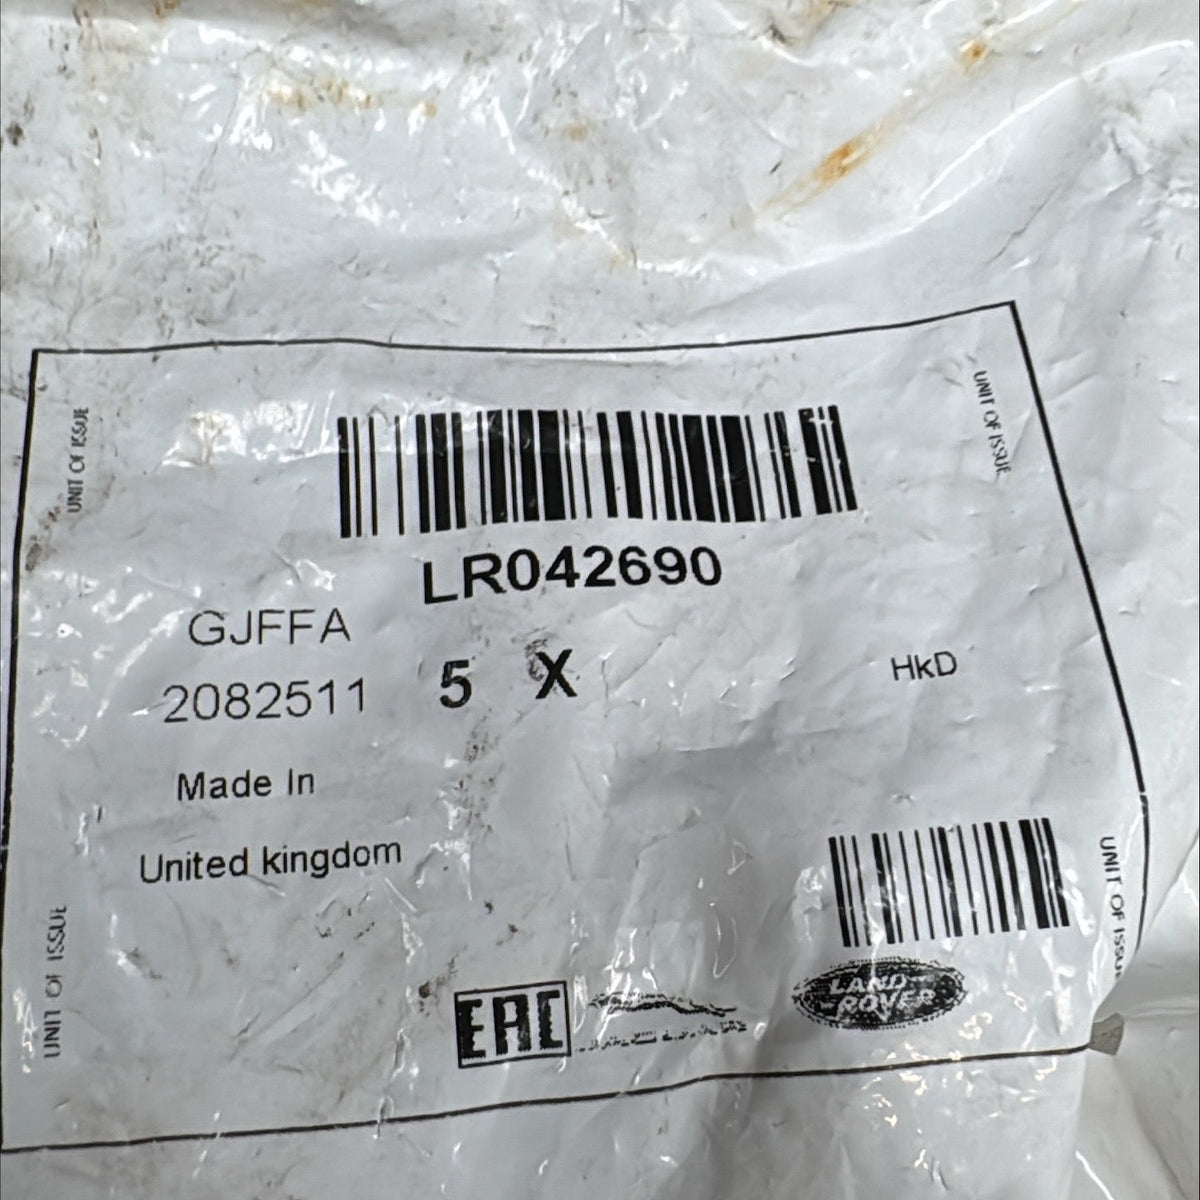 UNIT OF ISSUE
UNIT OF ISSUE
LR042690
GJFFA
5 X
HkD
2082511
Made In
United kingdom
UNIT OF ISSUE
UNIT OF ISSUE
EAC
LAND-
-ROVER